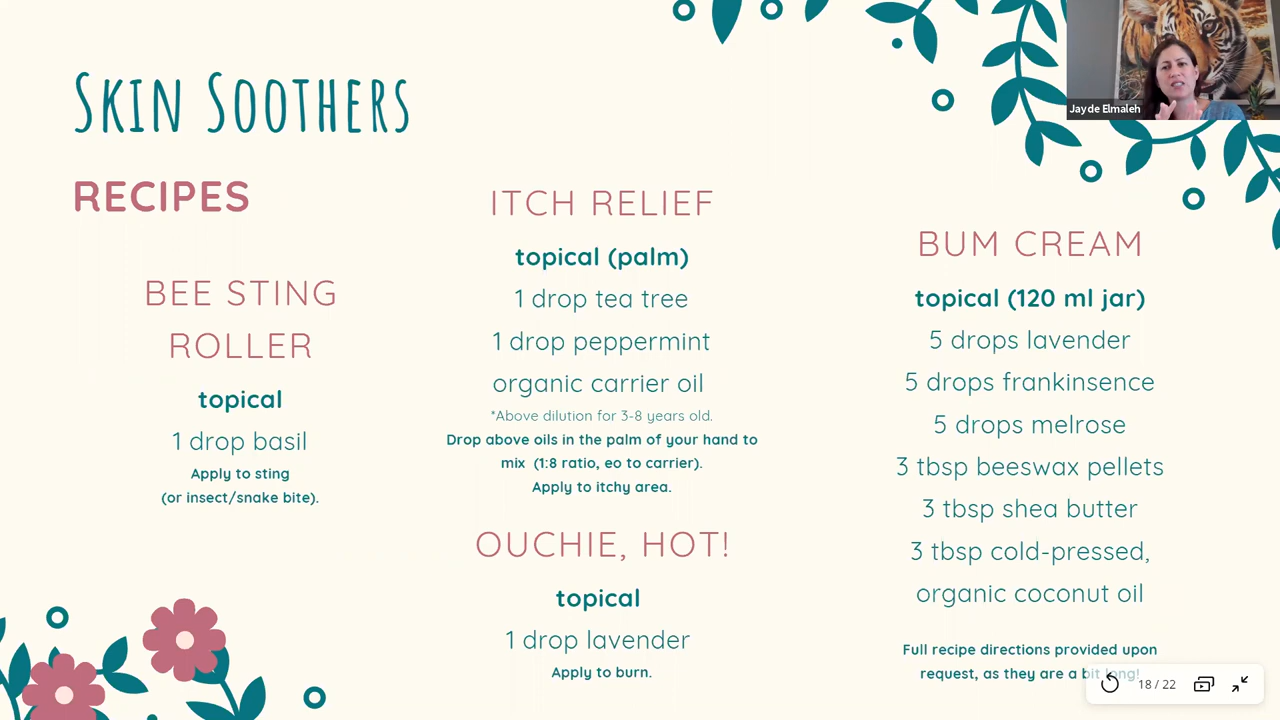 Skin Soothers
RECIPES
BEE STING
ROLLER
topical
1 drop basil
Apply to sting
(or insect/snake bite).
ITCH RELIEF
topical (palm)
1 drop tea tree
1 drop peppermint
organic carrier oil
*Above dilution for 3-8 years old.
Drop above oils in the palm of your hand to
mix (1:8 ratio, eo to carrier).
Apply to itchy area.
OUCHIE, HOT!
topical
1 drop lavender
Apply to burn.
BUM CREAM
topical (120 ml jar)
5 drops lavender
5 drops frankinsence
5 drops melrose
3 tbsp beeswax pellets
3 tbsp shea butter
3 tbsp cold-pressed,
organic coconut oil
Full recipe directions provided upon
request, as they are a bit long!
Jayde Elmaleh
18 / 22